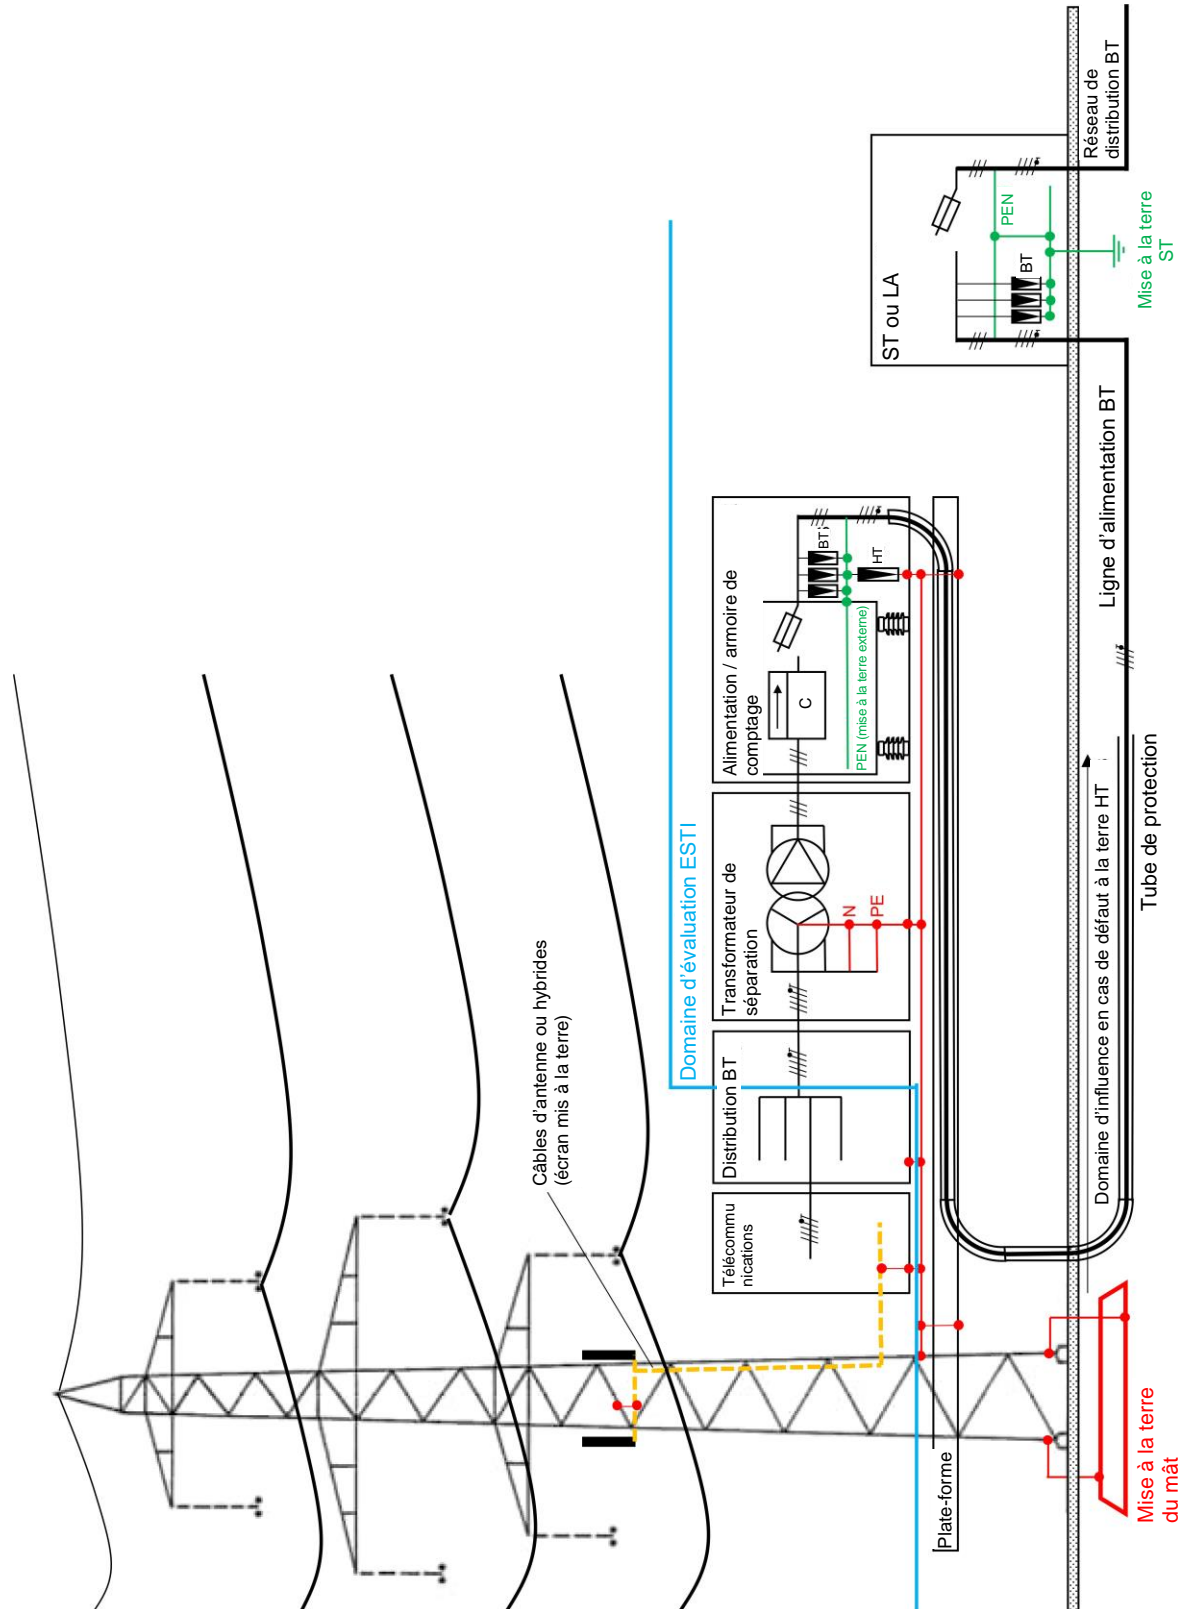 Câbles d'antenne ou hybrides
(écran mis à la terre)
Domaine d'évaluation ESTI
Télécommu
nications
Distribution BT
Transformateur de
séparation
N
PE
Alimentation / armoire de
comptage
C
PEN (mise à la terre externe)
BT
HT
ST ou LA
BT
PEN
Réseau de
distribution BT
Mise à la terre
ST
Ligne d'alimentation BT
Plate-forme
Domaine d'influence en cas de défaut à la terre HT
Tube de protection
Mise à la terre
du mât